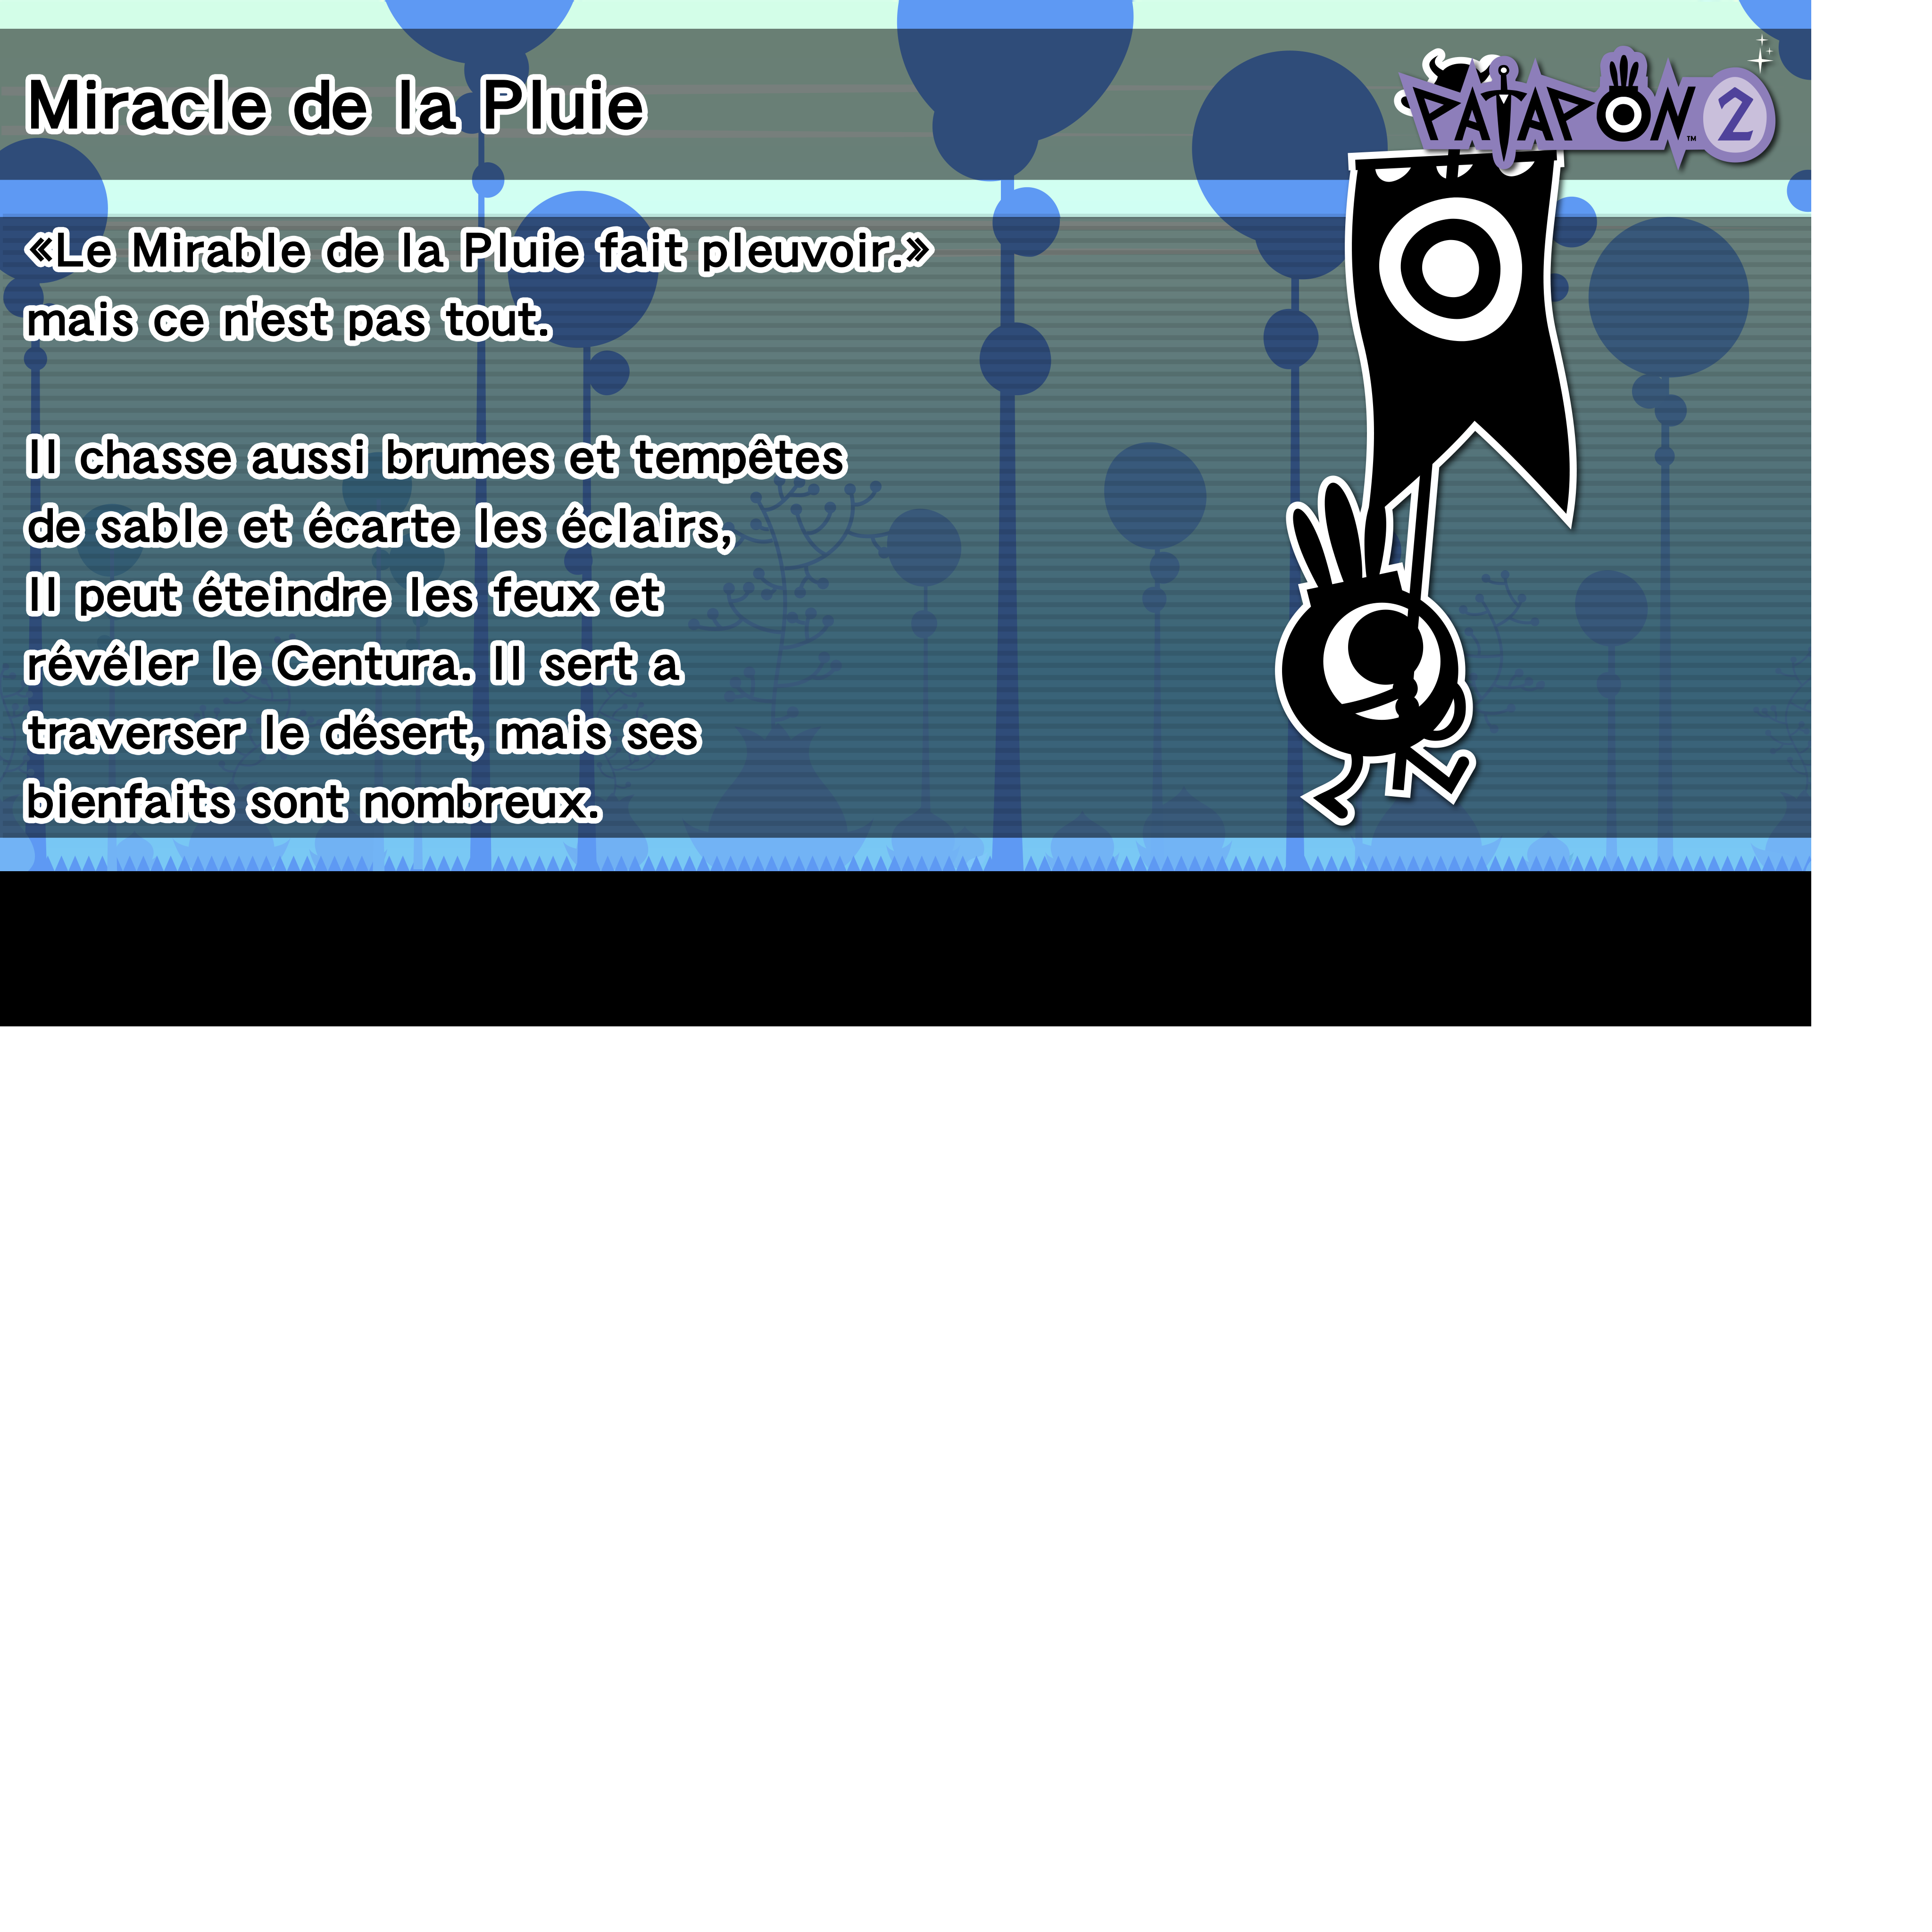 Miracle de la Pluie
PATAPON 2
TM
«Le Mirable de la Pluie fait pleuvoir.»
mais ce n'est pas tout.
Il chasse aussi brumes et tempêtes
de sable et écarte les éclairs,
Il peut éteindre les feux et
révéler le Centura. Il sert a
traverser le désert, mais ses
bienfaits sont nombreux.